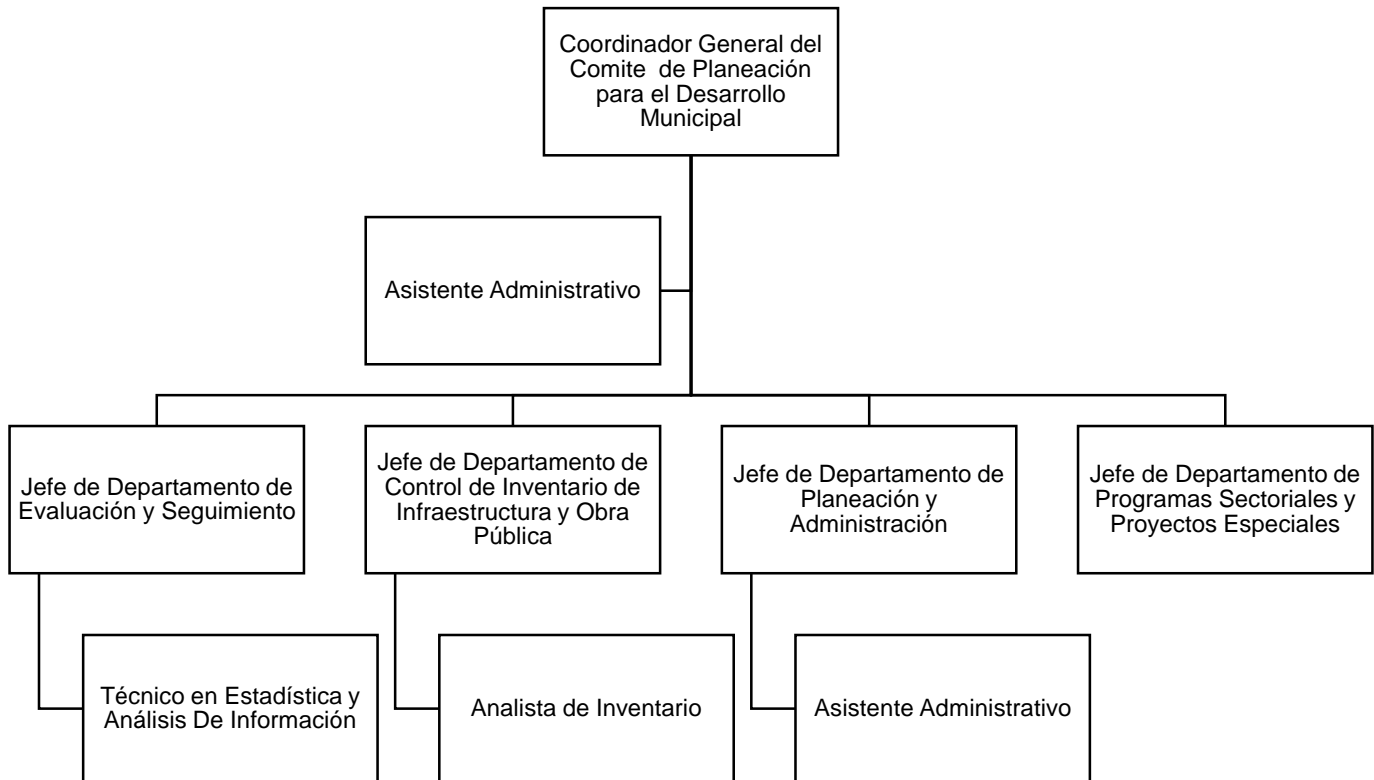 Coordinador General del
Comite de Planeación
para el Desarrollo
Municipal
Asistente Administrativo
Jefe de Departamento de
Evaluación y Seguimiento
Jefe de Departamento de
Control de Inventario de
Infraestructura y Obra
Pública
Jefe de Departamento de
Planeación y
Administración
Jefe de Departamento de
Programas Sectoriales y
Proyectos Especiales
Técnico en Estadística y
Análisis De Información
Analista de Inventario
Asistente Administrativo